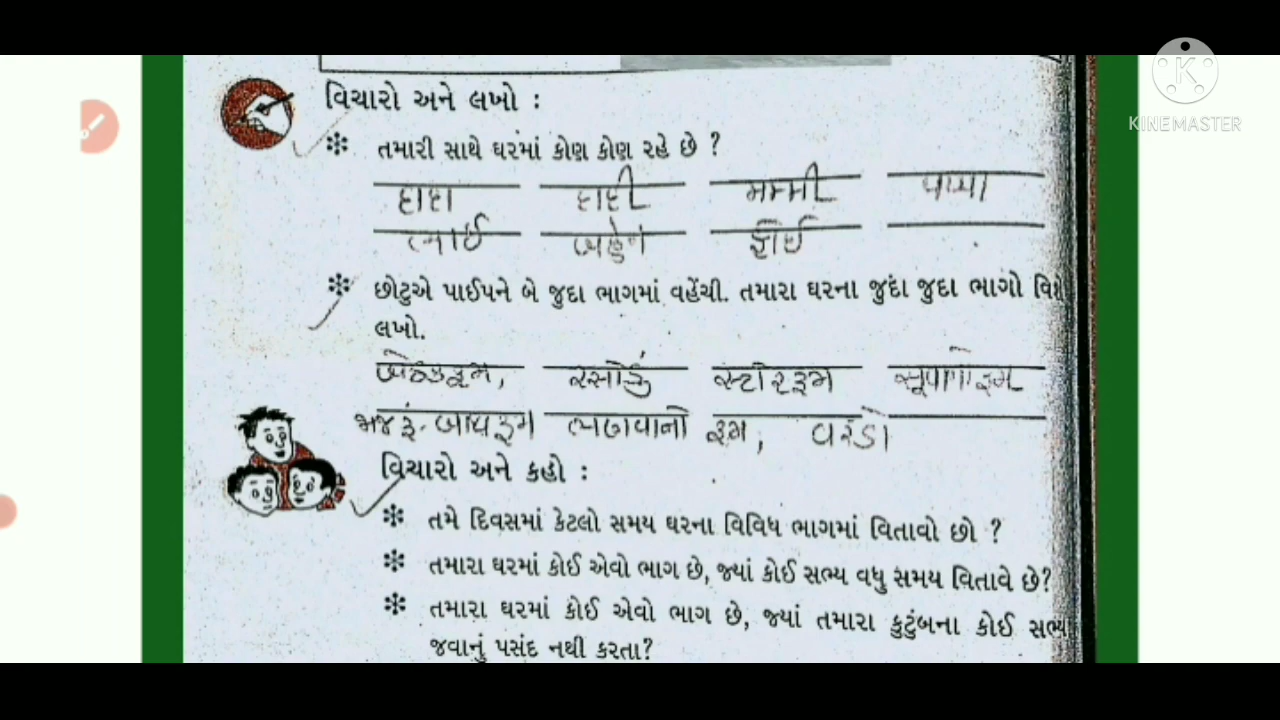 KINEMASTER
વિચારો અને લખો :
તમારી સાથે ઘરમાં કોણ કોણ રહે છે ?
દાદા દાદી મમ્મી પાપા
ભાઈ બહેન ફોઈ
છોટુએ પાઈપને બે જુદા ભાગમાં વહેંચી. તમારા ઘરના જુદાં જુદા ભાગો વિશે
લખો.
બેઠકરૂમ, રસોડું સ્ટોરરૂમ સૂવાનોરૂમ
બાથરૂમ ભણવાનો રૂમ, વરંડો
વિચારો અને કહો :
તમે દિવસમાં કેટલો સમય ઘરના વિવિધ ભાગમાં વિતાવો છો ?
તમારા ઘરમાં કોઈ એવો ભાગ છે, જ્યાં કોઈ સભ્ય વધુ સમય વિતાવે છે?
તમારા ઘરમાં કોઈ એવો ભાગ છે, જ્યાં તમારા કુટુંબના કોઈ સભ્ય
જવાનું પસંદ નથી કરતા?